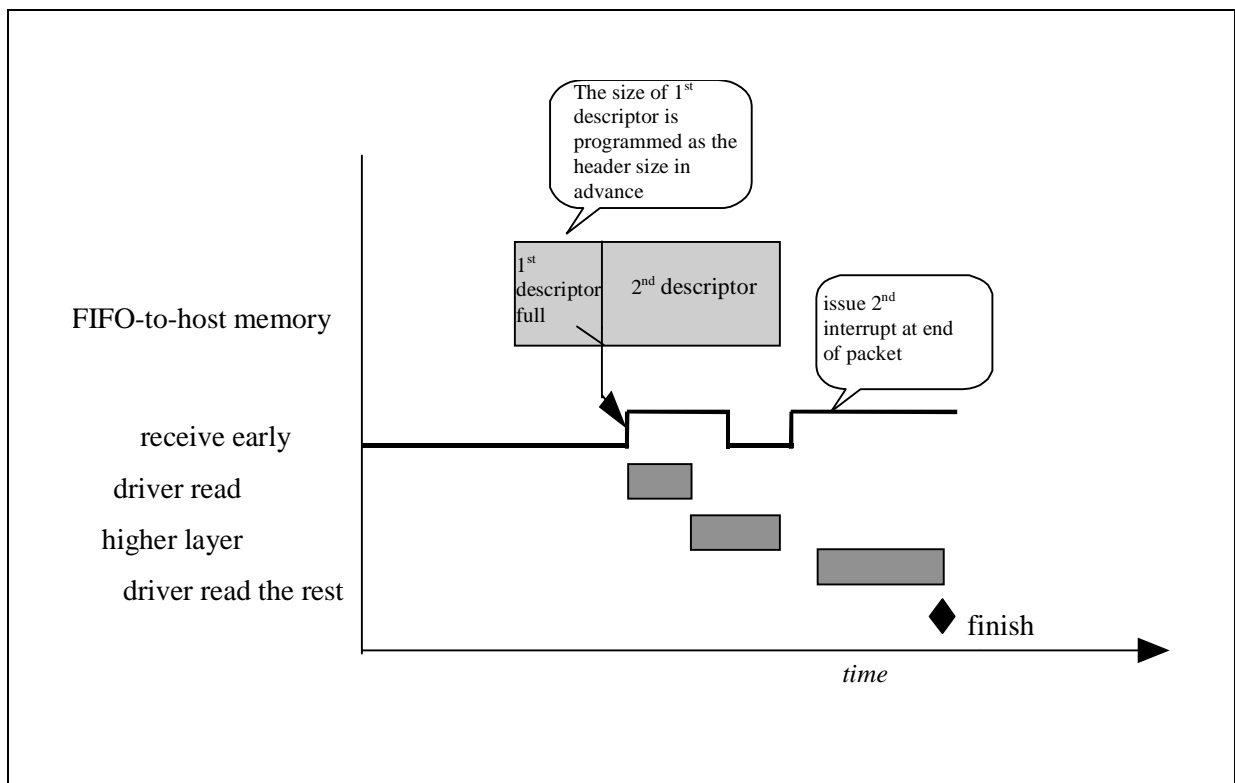 The size of 1st
descriptor is
programmed as the
header size in
advance
1st
descriptor
full
2nd descriptor
FIFO-to-host memory
issue 2nd
interrupt at end
of packet
receive early
driver read
higher layer
driver read the rest
finish
time